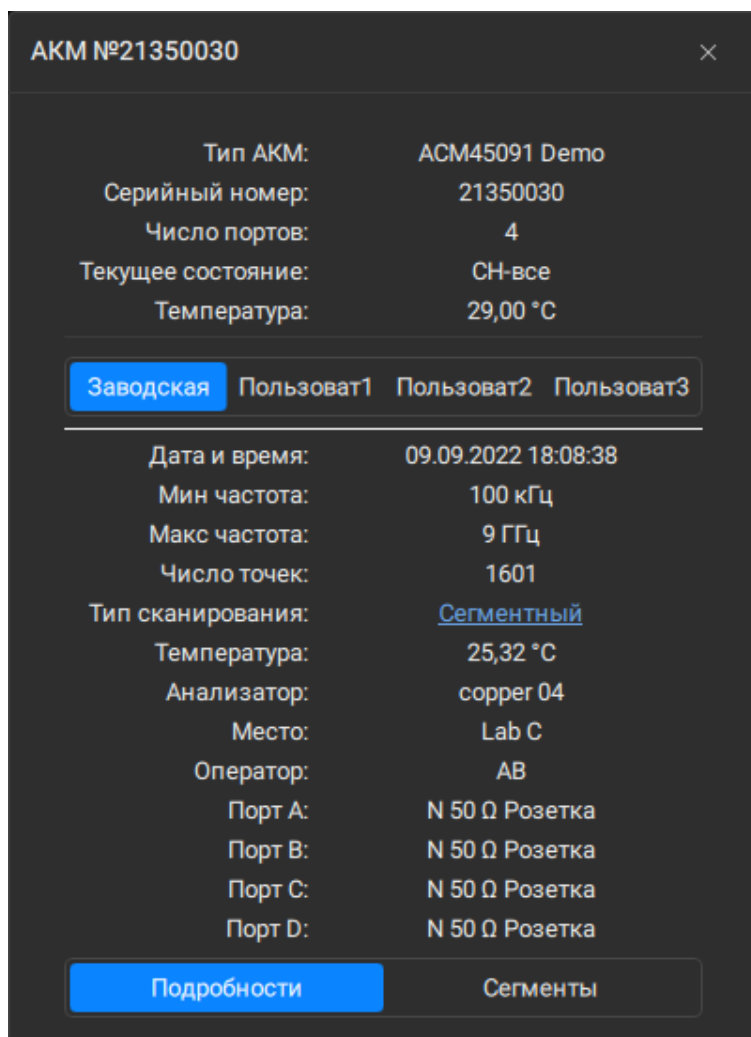 АКМ №21350030
Тип АКМ: ACM45091 Demo
Серийный номер: 21350030
Число портов: 4
Текущее состояние: СН-все
Температура: 29,00 °C
Заводская Пользоват1 Пользоват2 Пользоват3
Дата и время: 09.09.2022 18:08:38
Мин частота: 100 кГц
Макс частота: 9 ГГц
Число точек: 1601
Тип сканирования: Сегментный
Температура: 25,32 °C
Анализатор: copper 04
Место: Lab C
Оператор: AB
Порт A: N 50 Ω Розетка
Порт B: N 50 Ω Розетка
Порт C: N 50 Ω Розетка
Порт D: N 50 Ω Розетка
Подробности Сегменты